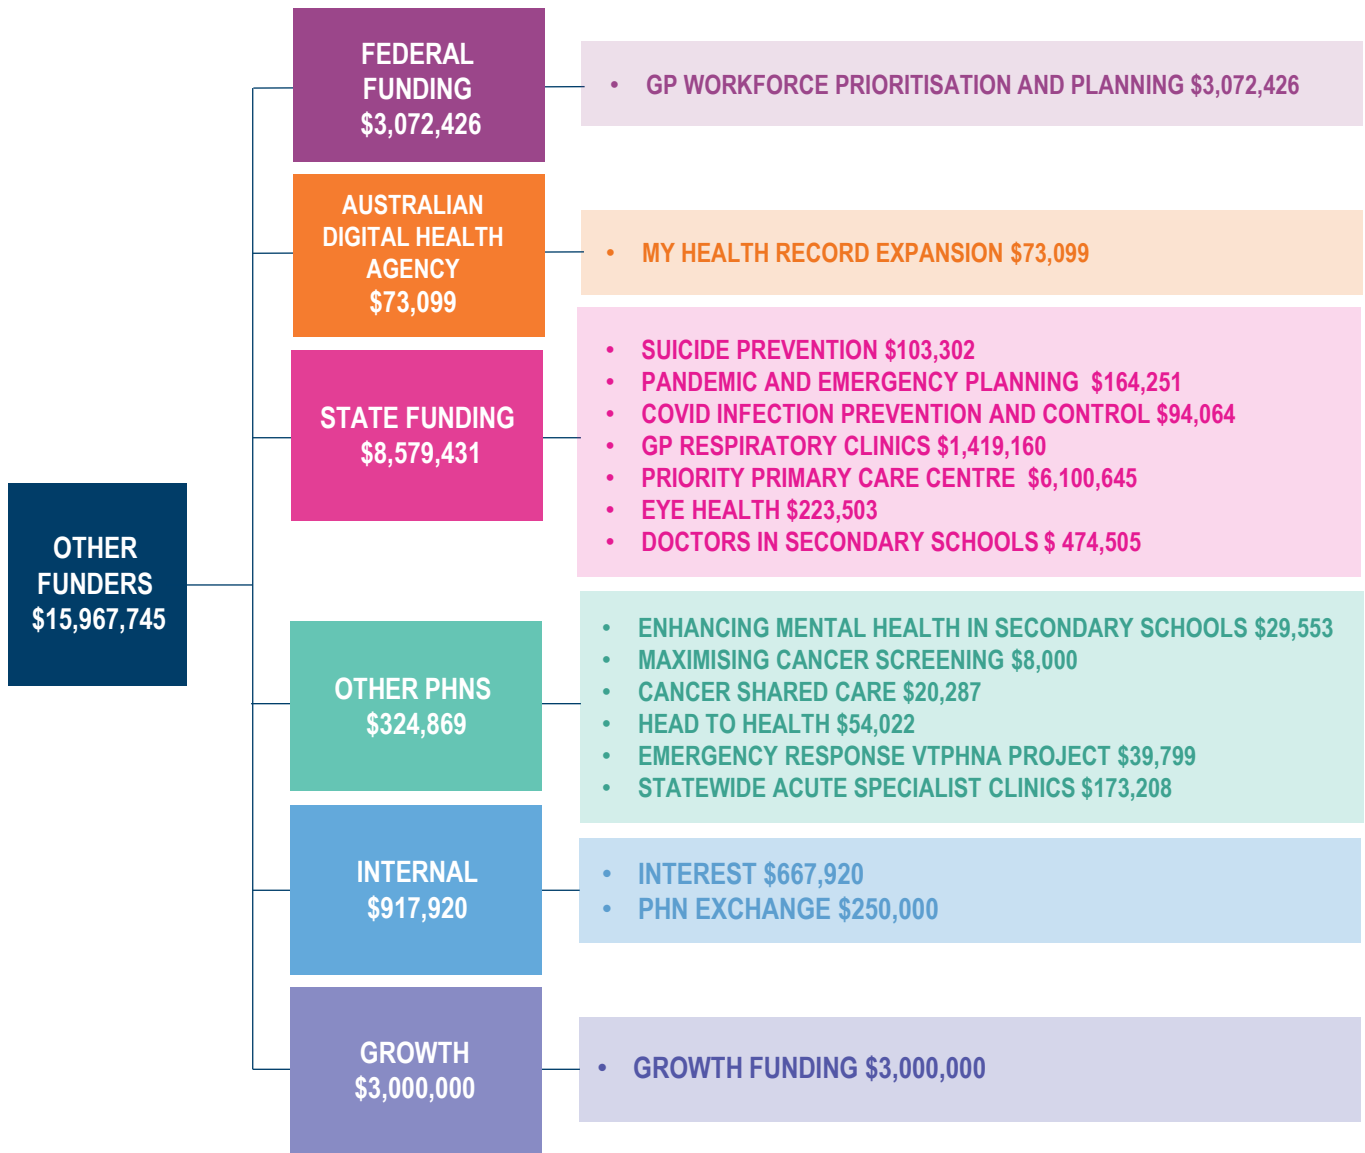 OTHER
FUNDERS
$15,967,745
FEDERAL
FUNDING
$3,072,426
• GP WORKFORCE PRIORITISATION AND PLANNING $3,072,426
AUSTRALIAN
DIGITAL HEALTH
AGENCY
$73,099
• MY HEALTH RECORD EXPANSION $73,099
STATE FUNDING
$8,579,431
• SUICIDE PREVENTION $103,302
• PANDEMIC AND EMERGENCY PLANNING $164,251
• COVID INFECTION PREVENTION AND CONTROL $94,064
• GP RESPIRATORY CLINICS $1,419,160
• PRIORITY PRIMARY CARE CENTRE $6,100,645
• EYE HEALTH $223,503
• DOCTORS IN SECONDARY SCHOOLS $ 474,505
OTHER PHNS
$324,869
• ENHANCING MENTAL HEALTH IN SECONDARY SCHOOLS $29,553
• MAXIMISING CANCER SCREENING $8,000
• CANCER SHARED CARE $20,287
• HEAD TO HEALTH $54,022
• EMERGENCY RESPONSE VTPHNA PROJECT $39,799
• STATEWIDE ACUTE SPECIALIST CLINICS $173,208
INTERNAL
$917,920
• INTEREST $667,920
• PHN EXCHANGE $250,000
GROWTH
$3,000,000
• GROWTH FUNDING $3,000,000